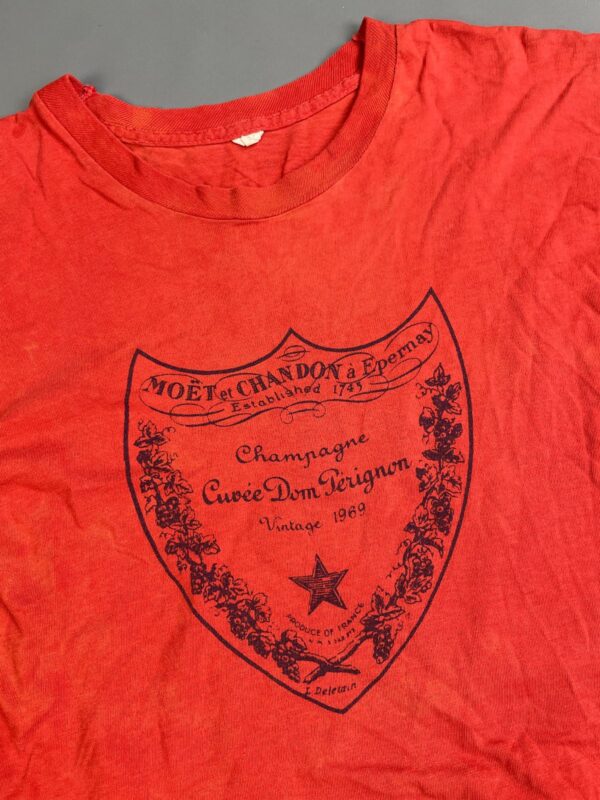 MOËT et CHANDON à Epernay
Established 1743
Champagne
Cuvée Dom Pérignon
Vintage 1969
PRODUCE OF FRANCE